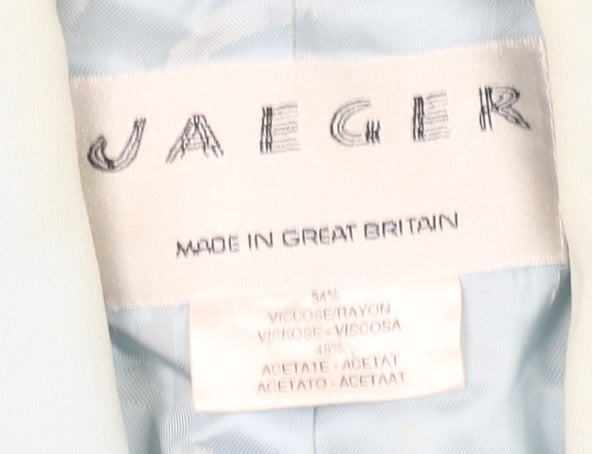 JAEGER
MADE IN GREAT BRITAIN
54%
VISCOSE/RAYON
VISKOSE - VISCOSA
46%
ACETATE - ACETAT
ACETATO - ACETAAT